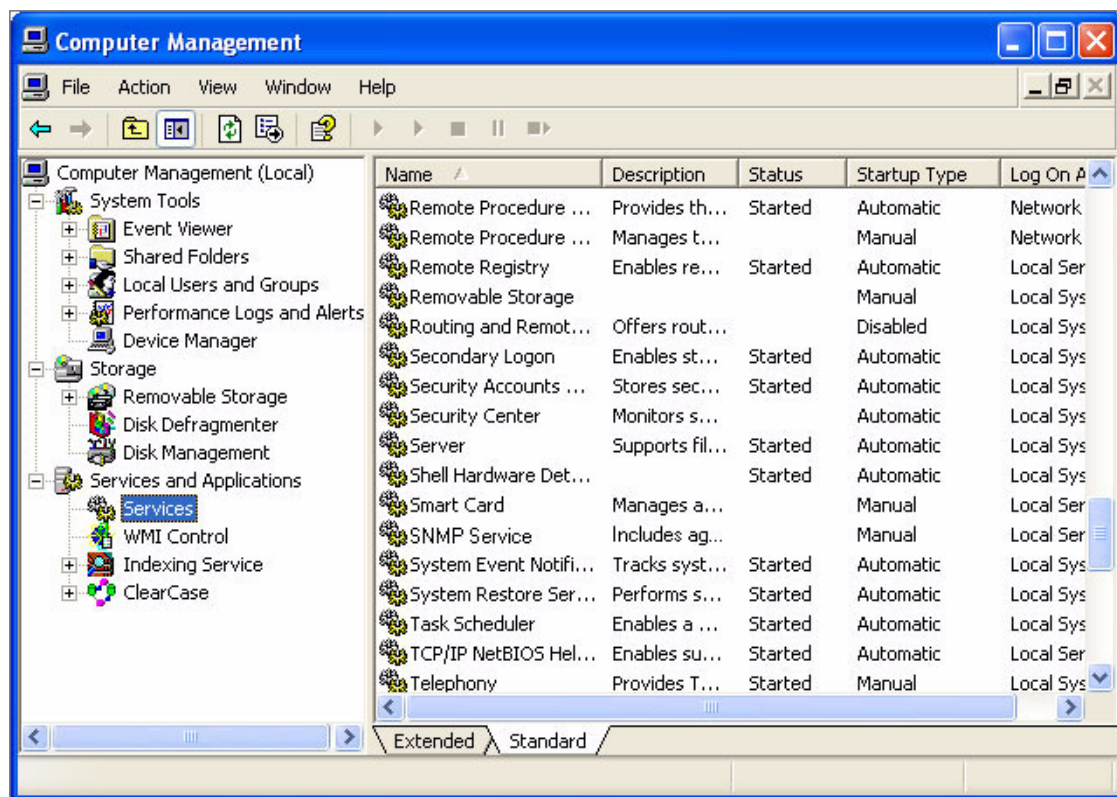 Computer Management
File Action View Window Help
Computer Management (Local)
System Tools
Event Viewer
Shared Folders
Local Users and Groups
Performance Logs and Alerts
Device Manager
Storage
Removable Storage
Disk Defragmenter
Disk Management
Services and Applications
Services
WMI Control
Indexing Service
ClearCase
Name Description Status Startup Type Log On A
Remote Procedure ... Provides th... Started Automatic Network
Remote Procedure ... Manages t... Manual Network
Remote Registry Enables re... Started Automatic Local Ser
Removable Storage Manual Local Sys
Routing and Remot... Offers rout... Disabled Local Sys
Secondary Logon Enables st... Started Automatic Local Sys
Security Accounts ... Stores sec... Started Automatic Local Sys
Security Center Monitors s... Automatic Local Sys
Server Supports fil... Started Automatic Local Sys
Shell Hardware Det... Started Automatic Local Sys
Smart Card Manages a... Manual Local Ser
SNMP Service Includes ag... Manual Local Ser
System Event Notifi... Tracks syst... Started Automatic Local Sys
System Restore Ser... Performs s... Started Automatic Local Sys
Task Scheduler Enables a ... Started Automatic Local Sys
TCP/IP NetBIOS Hel... Enables su... Started Automatic Local Ser
Telephony Provides T... Started Manual Local Sys
Extended Standard